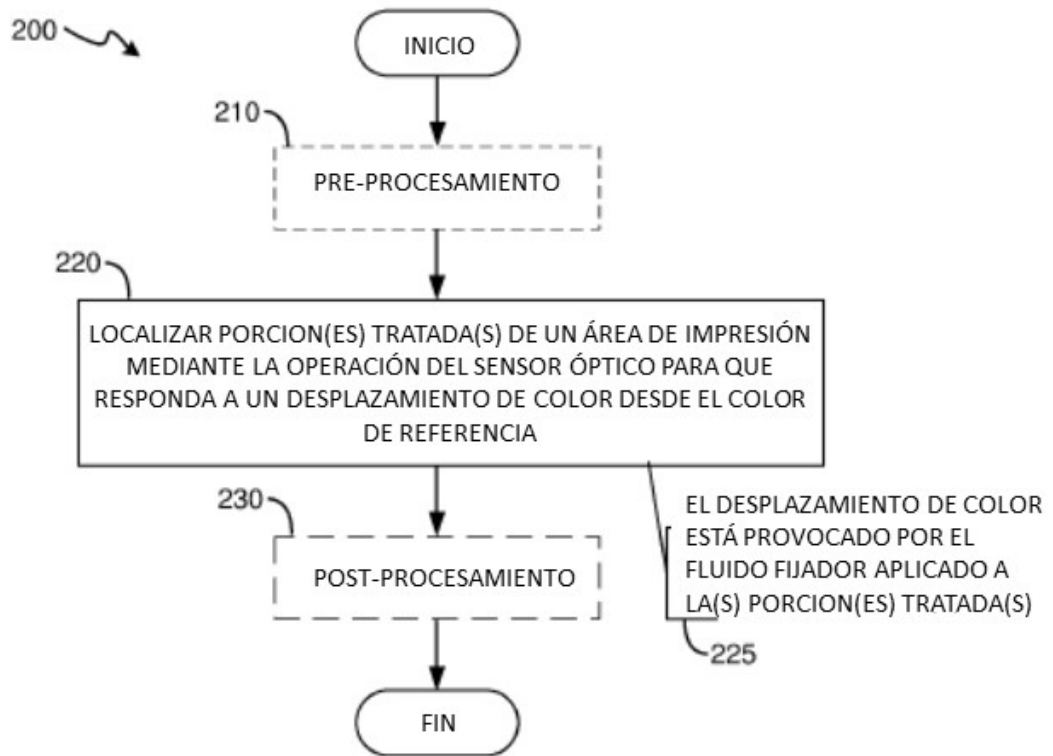 200
INICIO
210
PRE-PROCESAMIENTO
220
LOCALIZAR PORCION(ES) TRATADA(S) DE UN ÁREA DE IMPRESIÓN
MEDIANTE LA OPERACIÓN DEL SENSOR ÓPTICO PARA QUE
RESPONDA A UN DESPLAZAMIENTO DE COLOR DESDE EL COLOR
DE REFERENCIA
230
POST-PROCESAMIENTO
EL DESPLAZAMIENTO DE COLOR
ESTÁ PROVOCADO POR EL
FLUIDO FIJADOR APLICADO A
LA(S) PORCION(ES) TRATADA(S)
225
FIN